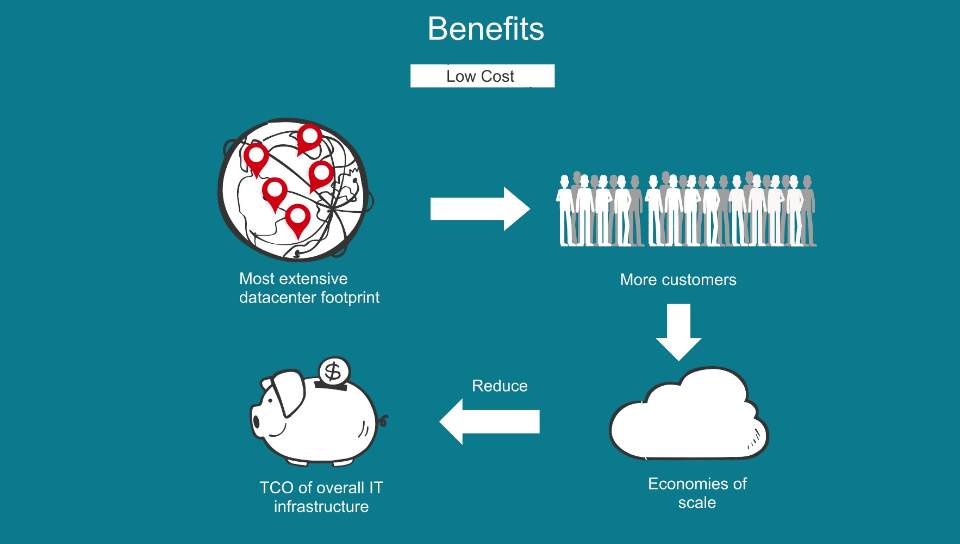 Benefits
Low Cost
Most extensive
datacenter footprint
More customers
$
Reduce
TCO of overall IT
infrastructure
Economies of
scale